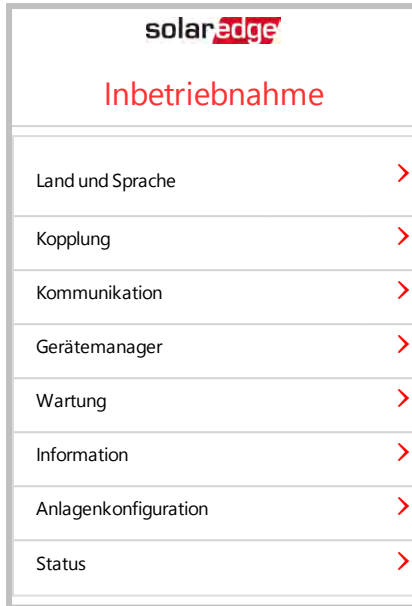 solaredge
Inbetriebnahme
Land und Sprache
Kopplung
Kommunikation
Gerätemanager
Wartung
Information
Anlagenkonfiguration
Status